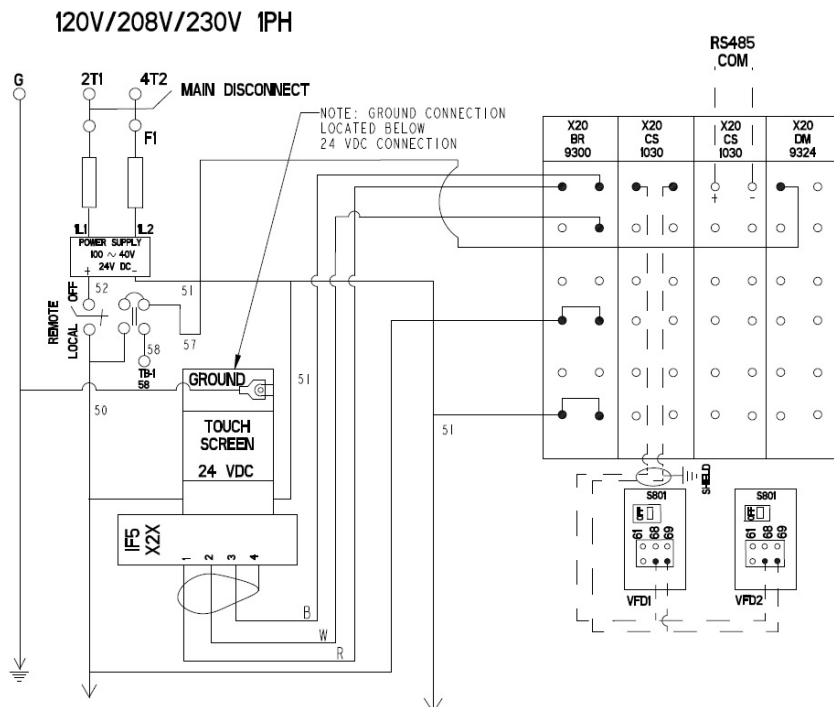 120V/208V/230V 1PH
G
2T1
4T2
MAIN DISCONNECT
F1
NOTE: GROUND CONNECTION
LOCATED BELOW
24 VDC CONNECTION
RS485
COM
X20
BR
9300
X20
CS
1030
X20
CS
1030
X20
DM
9324
+
-
1L1
1L2
POWER SUPPLY
100 ~ 40V
24V DC
+
-
52
51
OFF
REMOTE
LOCAL
58
57
TB-1
58
50
51
51
GROUND
TOUCH
SCREEN
24 VDC
IF5
X2X
1
2
3
4
B
W
R
SHIELD
S801
OFF
61
68
69
VFD1
S801
OFF
61
68
69
VFD2